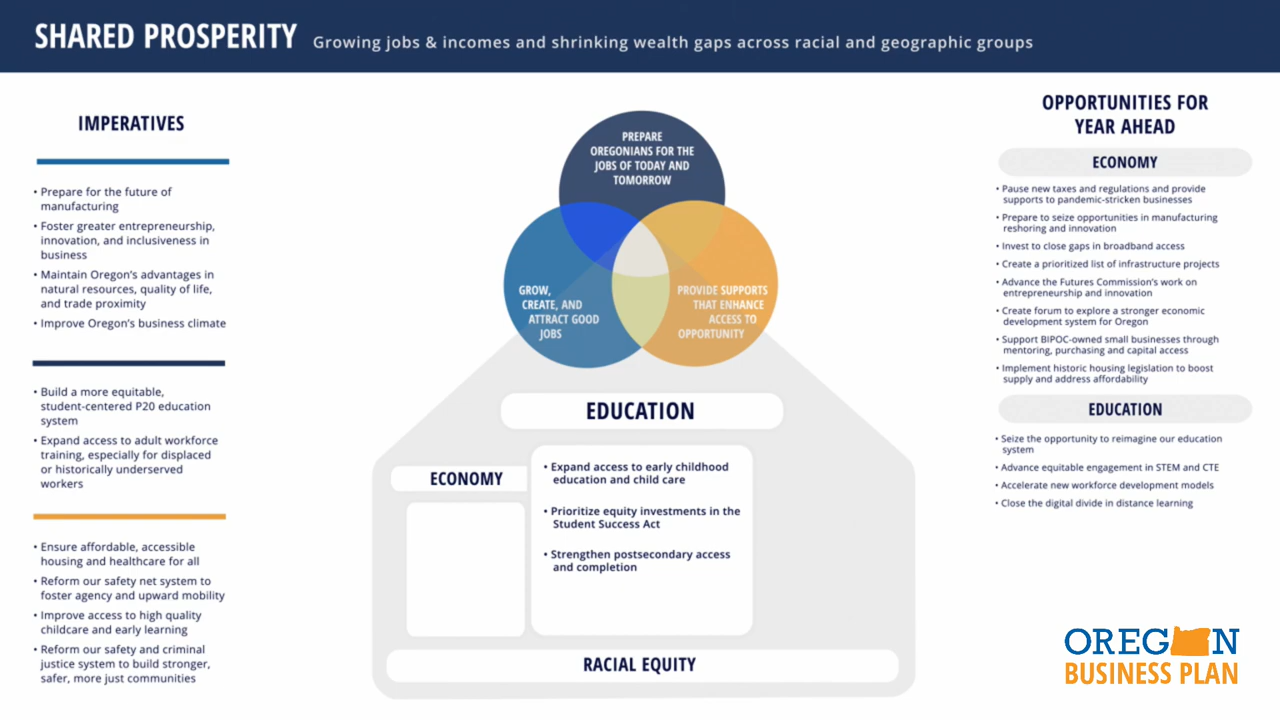 SHARED PROSPERITY Growing jobs & incomes and shrinking wealth gaps across racial and geographic groups
IMPERATIVES
• Prepare for the future of
manufacturing
• Foster greater entrepreneurship,
innovation, and inclusiveness in
business
• Maintain Oregon's advantages in
natural resources, quality of life,
and trade proximity
• Improve Oregon's business climate
• Build a more equitable,
student-centered P20 education
system
• Expand access to adult workforce
training, especially for displaced
or historically underserved
workers
• Ensure affordable, accessible
housing and healthcare for all
• Reform our safety net system to
foster agency and upward mobility
• Improve access to high quality
childcare and early learning
• Reform our safety and criminal
justice system to build stronger,
safer, more just communities
PREPARE
OREGONIANS FOR THE
JOBS OF TODAY AND
TOMORROW
GROW,
CREATE, AND
ATTRACT GOOD
JOBS
PROVIDE SUPPORTS
THAT ENHANCE
ACCESS TO
OPPORTUNITY
EDUCATION
ECONOMY
• Expand access to early childhood
education and child care
• Prioritize equity investments in the
Student Success Act
• Strengthen postsecondary access
and completion
RACIAL EQUITY
OPPORTUNITIES FOR
YEAR AHEAD
ECONOMY
• Pause new taxes and regulations and provide
supports to pandemic-stricken businesses
• Prepare to seize opportunities in manufacturing
reshoring and innovation
• Invest to close gaps in broadband access
• Create a prioritized list of infrastructure projects
• Advance the Futures Commission's work on
entrepreneurship and innovation
• Create forum to explore a stronger economic
development system for Oregon
• Support BIPOC-owned small businesses through
mentoring, purchasing and capital access
• Implement historic housing legislation to boost
supply and address affordability
EDUCATION
• Seize the opportunity to reimagine our education
system
• Advance equitable engagement in STEM and CTE
• Accelerate new workforce development models
• Close the digital divide in distance learning
OREGON
BUSINESS PLAN